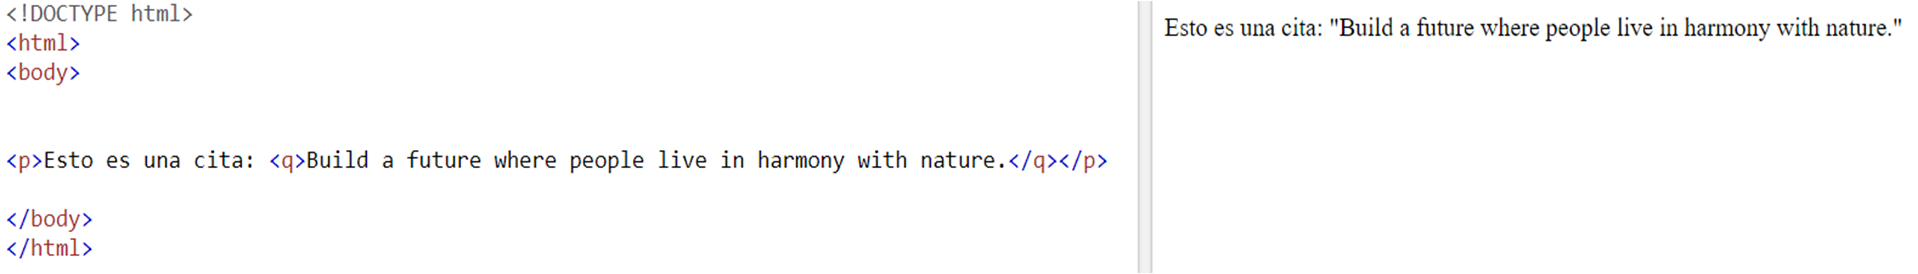 <!DOCTYPE html>
<html>
<body>
<p>Esto es una cita: <q>Build a future where people live in harmony with nature.</q></p>
</body>
</html>
Esto es una cita: "Build a future where people live in harmony with nature."